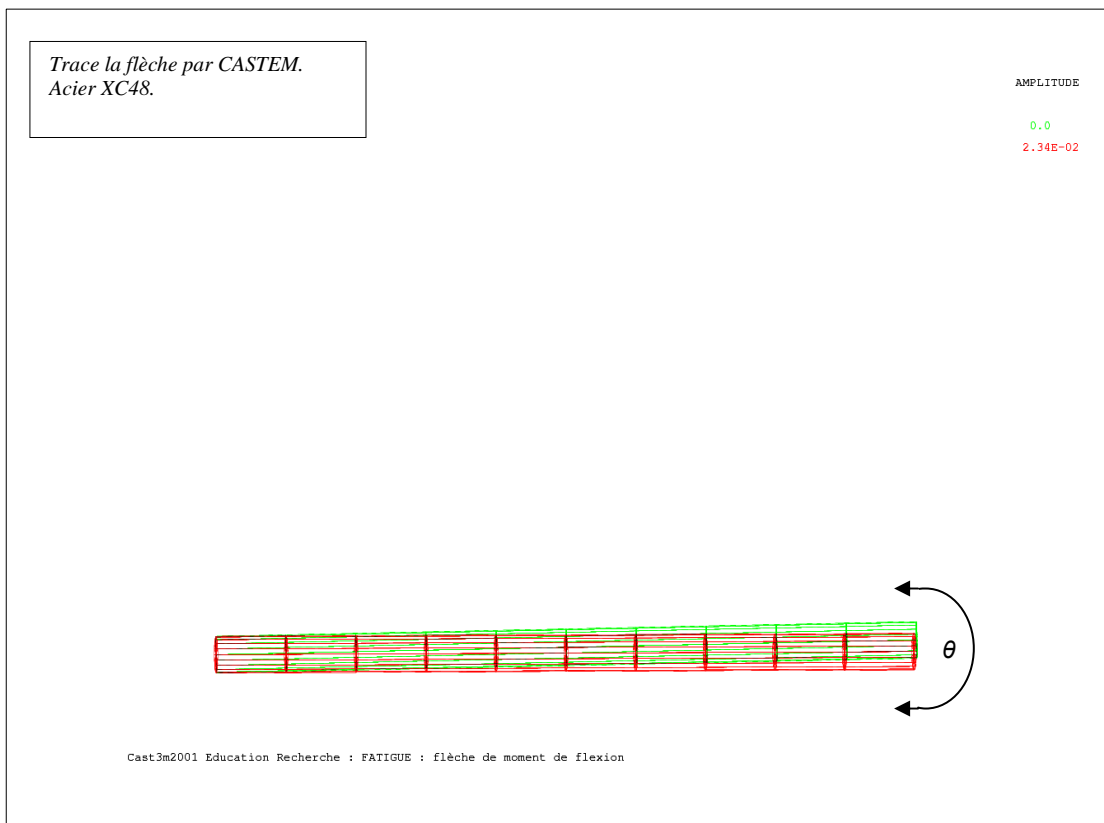 Trace la flèche par CASTEM.
Acier XC48.
AMPLITUDE
0.0
2.34E-02
θ
Cast3m2001 Education Recherche : FATIGUE : flèche de moment de flexion